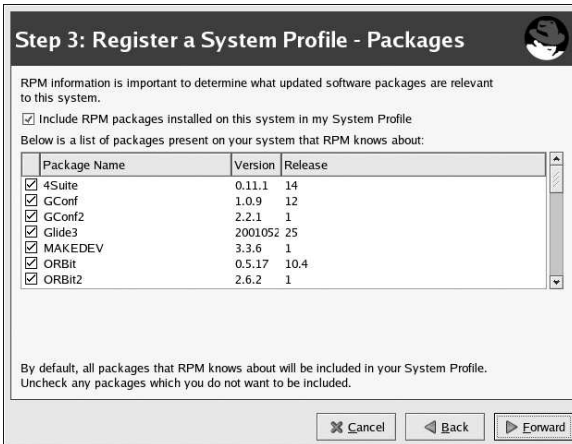 Step 3: Register a System Profile - Packages
RPM information is important to determine what updated software packages are relevant
to this system.
Include RPM packages installed on this system in my System Profile
Below is a list of packages present on your system that RPM knows about:
Package Name Version Release
4Suite 0.11.1 14
GConf 1.0.9 12
GConf2 2.2.1 1
Glide3 2001052 25
MAKEDEV 3.3.6 1
ORBit 0.5.17 10.4
ORBit2 2.6.2 1
By default, all packages that RPM knows about will be included in your System Profile.
Uncheck any packages which you do not want to be included.
Cancel Back Forward